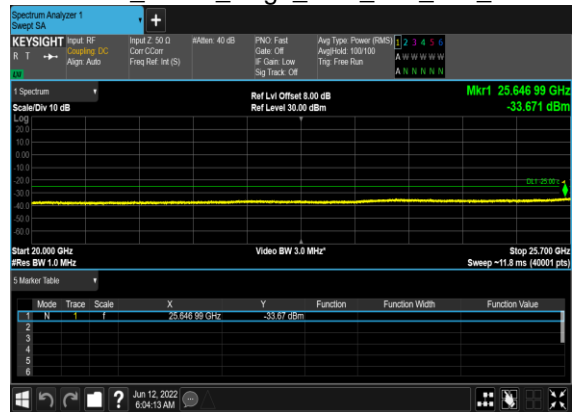 Spectrum Analyzer 1
Swept SA
+
KEYSIGHT Input: RF Input Z: 50 Ω #Atten: 40 dB PNO: Fast Avg Type: Power (RMS) 1 2 3 4 5 6
R T Coupling: DC Corr CCorr Gate: Off Avg|Hold: 100/100 A W W W W W
Align: Auto Freq Ref: Int (S) IF Gain: Low Trig: Free Run
Sig Track: Off A N N N N N
1 Spectrum
Ref Lvl Offset 8.00 dB Mkr1 25.646 99 GHz
Scale/Div 10 dB Ref Level 30.00 dBm -33.671 dBm
Log
20.0
10.0
0.00
-10.0
-20.0
-30.0
-40.0
-50.0
-60.0
Start 20.000 GHz Video BW 3.0 MHz* Stop 25.700 GHz
#Res BW 1.0 MHz Sweep ~11.8 ms (40001 pts)
5 Marker Table
Mode Trace Scale X Y Function Function Width Function Value
1 N 1 f 25.646 99 GHz -33.67 dBm
2
3
4
5
6
? Jun 12, 2022
6:04:13 AM